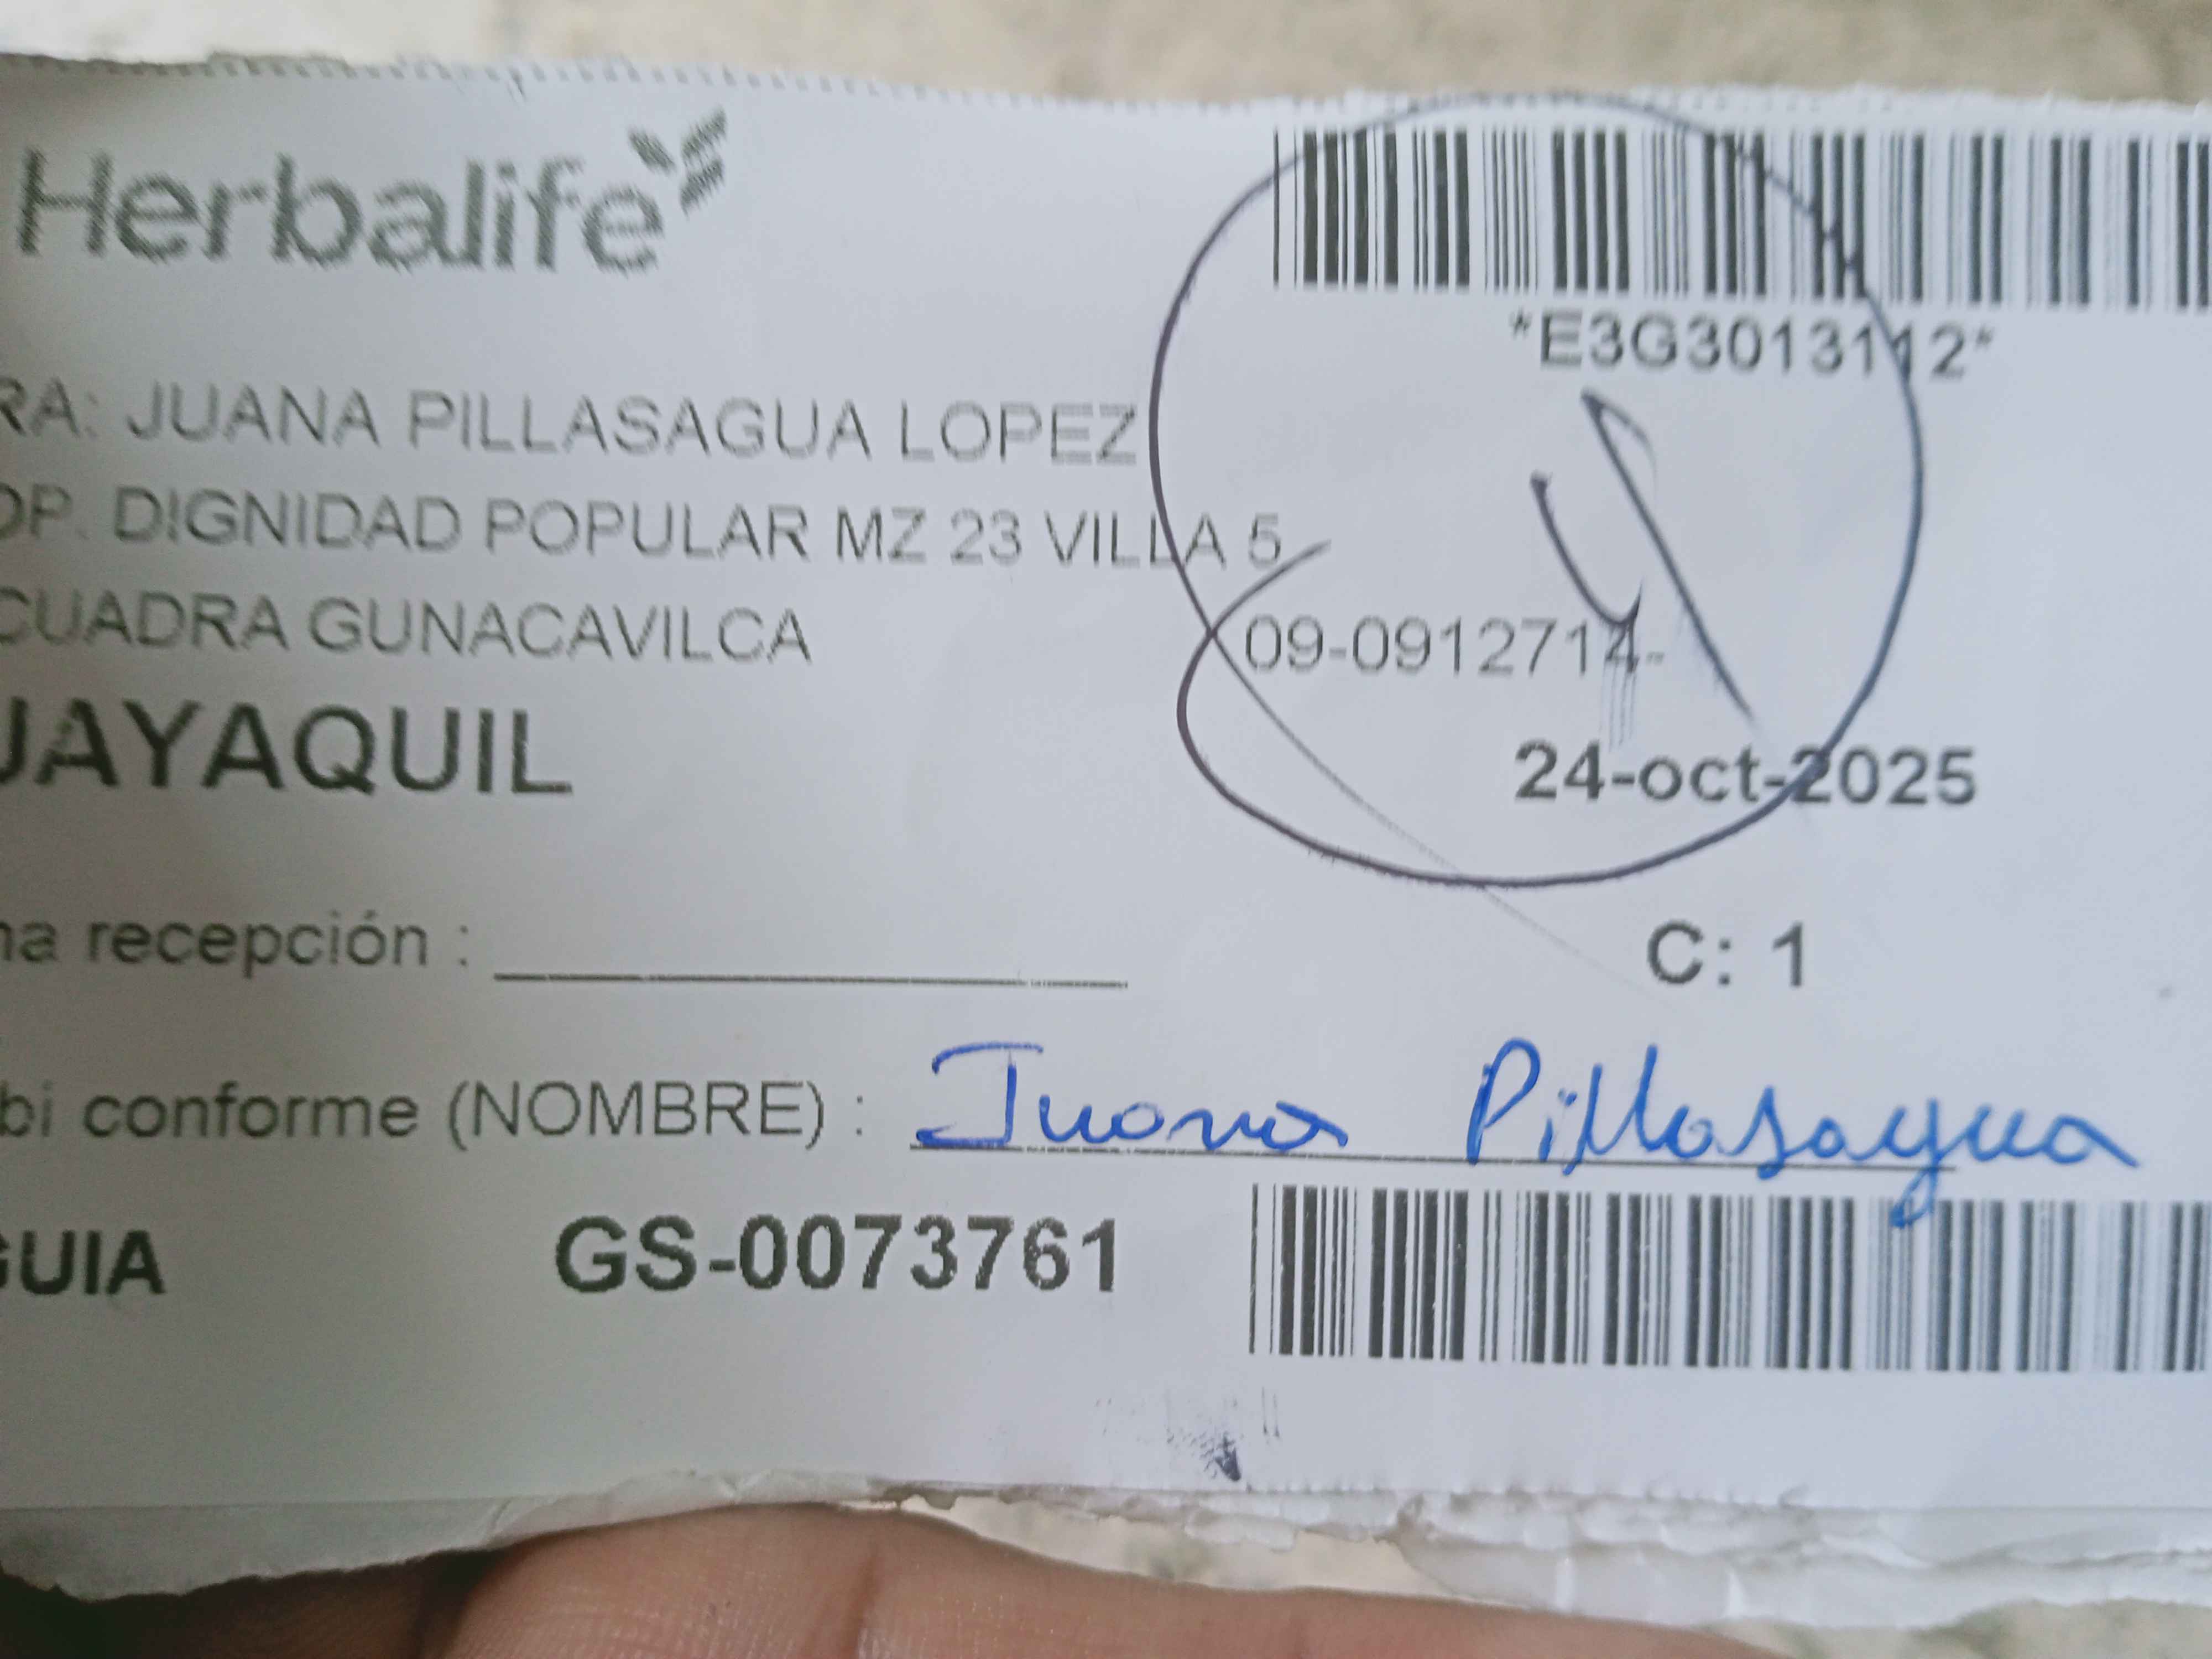 Herbalife
*E3G3013112*
RA: JUANA PILLASAGUA LOPEZ
OP. DIGNIDAD POPULAR MZ 23 VILLA 5
CUADRA GUNACAVILCA
09-0912714-
UAYAQUIL
24-oct-2025
na recepción :
C: 1
bi conforme (NOMBRE) : Juana Pillasagua
GUIA GS-0073761